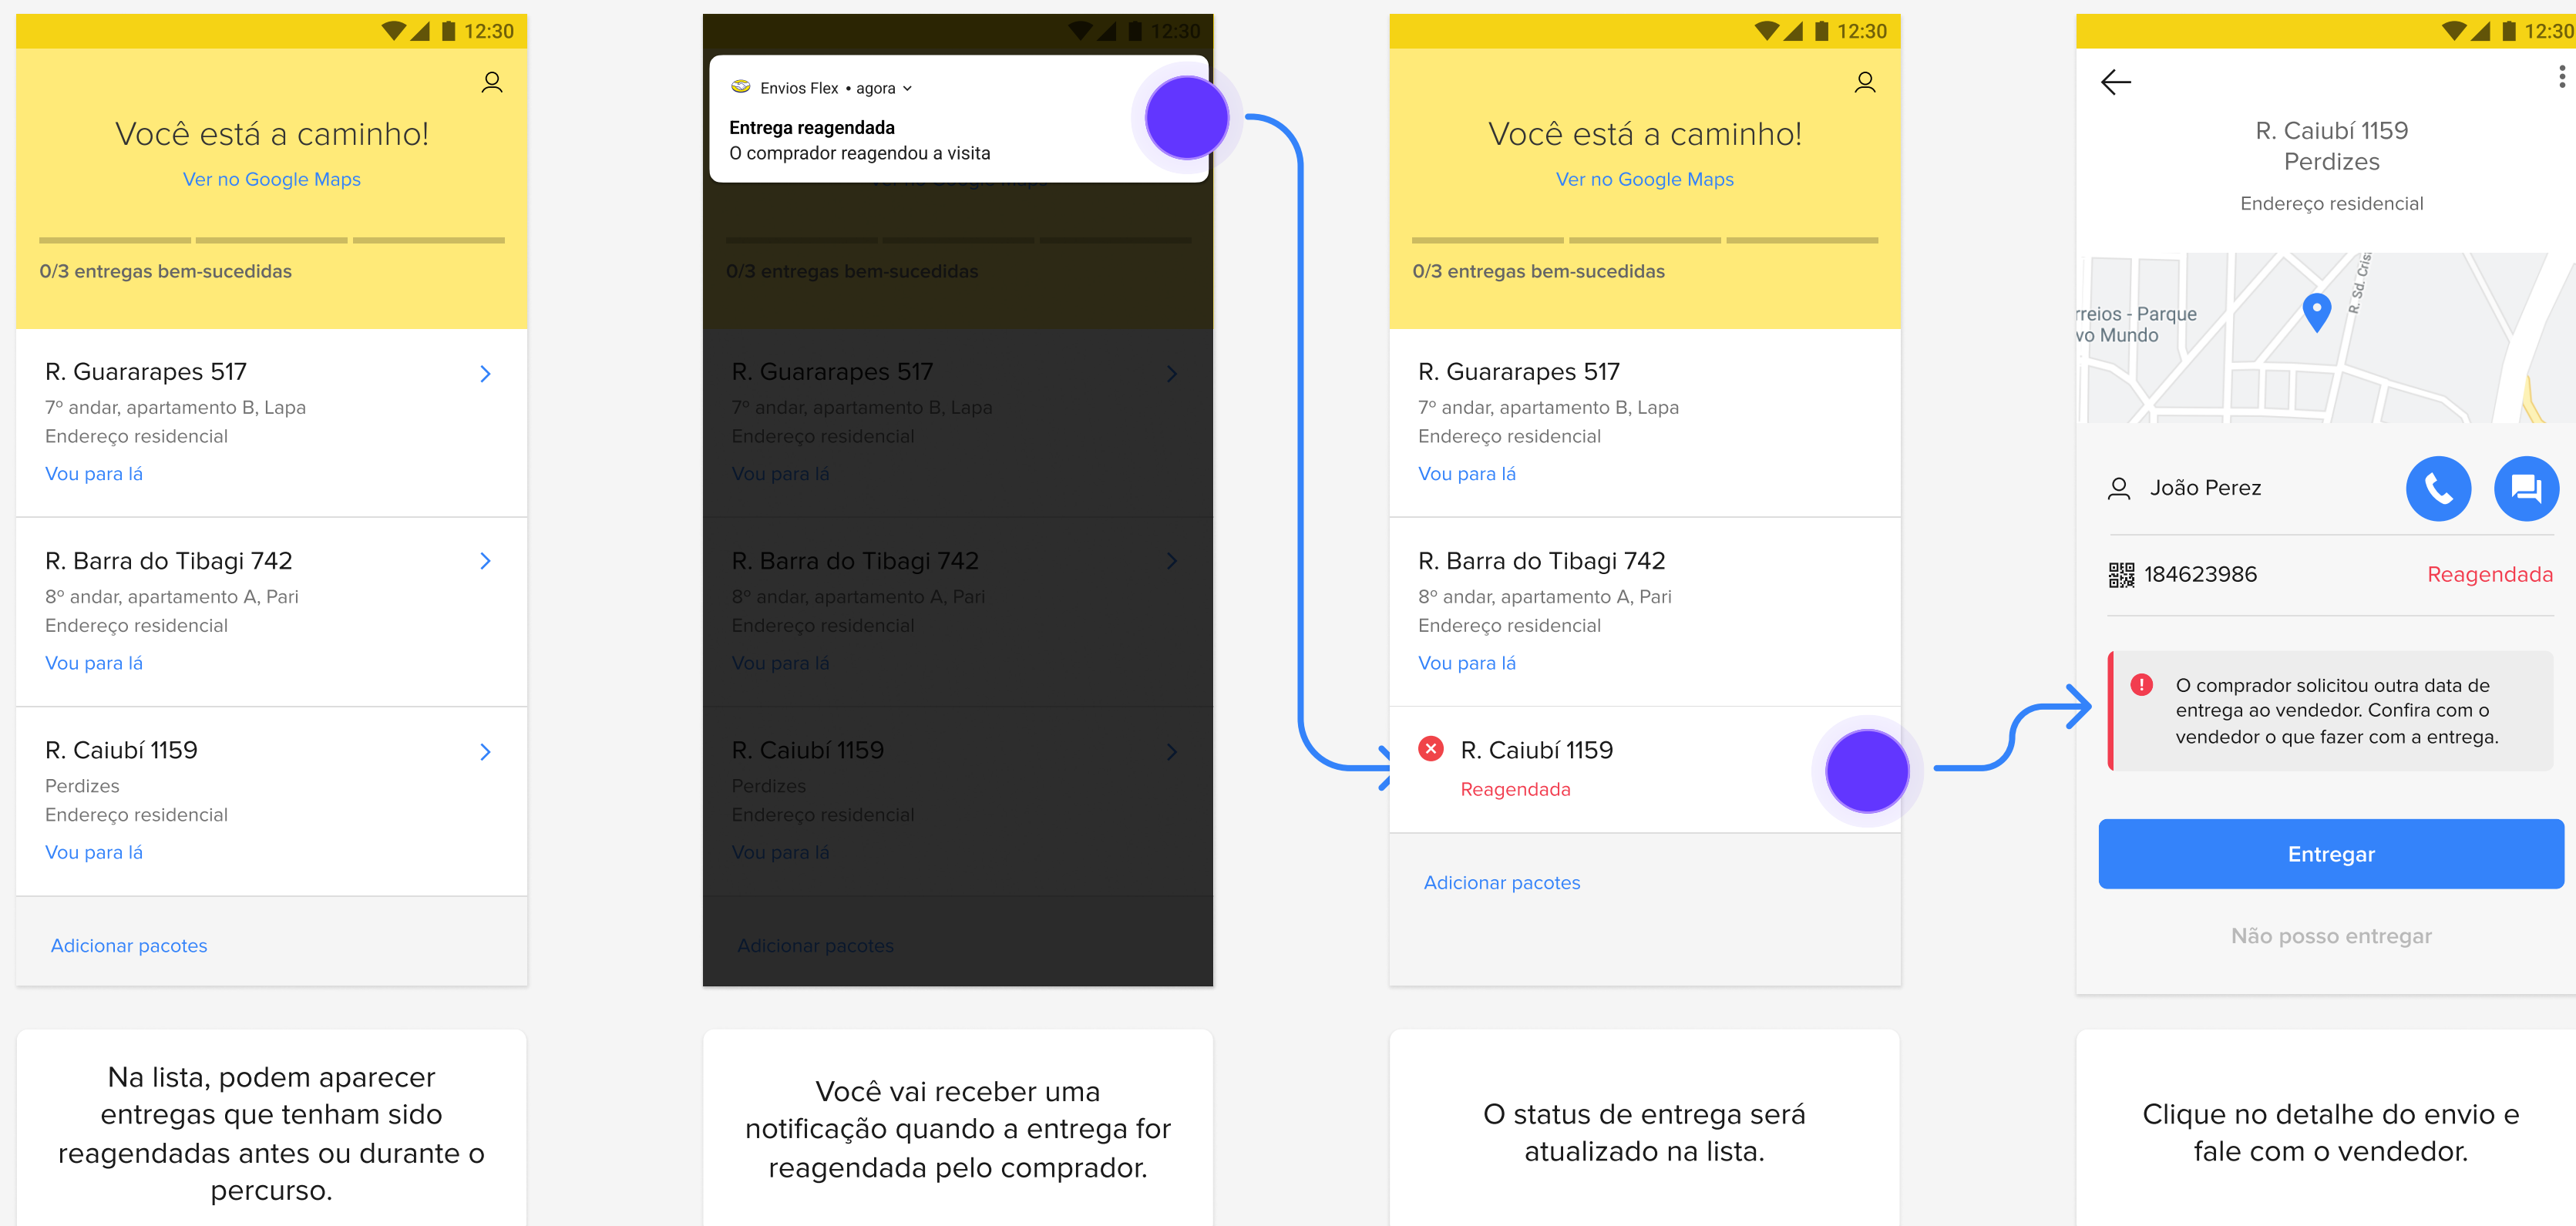 12:30
Você está a caminho!
Ver no Google Maps
0/3 entregas bem-sucedidas
R. Guararapes 517
7º andar, apartamento B, Lapa
Endereço residencial
Vou para lá
R. Barra do Tibagi 742
8º andar, apartamento A, Pari
Endereço residencial
Vou para lá
R. Caiubí 1159
Perdizes
Endereço residencial
Vou para lá
Adicionar pacotes
Na lista, podem aparecer
entregas que tenham sido
reagendadas antes ou durante o
percurso.
12:30
Envios Flex • agora
Entrega reagendada
O comprador reagendou a visita
Ver no Google Maps
0/3 entregas bem-sucedidas
R. Guararapes 517
7º andar, apartamento B, Lapa
Endereço residencial
Vou para lá
R. Barra do Tibagi 742
8º andar, apartamento A, Pari
Endereço residencial
Vou para lá
R. Caiubí 1159
Perdizes
Endereço residencial
Vou para lá
Adicionar pacotes
Você vai receber uma
notificação quando a entrega for
reagendada pelo comprador.
12:30
Você está a caminho!
Ver no Google Maps
0/3 entregas bem-sucedidas
R. Guararapes 517
7º andar, apartamento B, Lapa
Endereço residencial
Vou para lá
R. Barra do Tibagi 742
8º andar, apartamento A, Pari
Endereço residencial
Vou para lá
R. Caiubí 1159
Reagendada
Adicionar pacotes
O status de entrega será
atualizado na lista.
12:30
R. Caiubí 1159
Perdizes
Endereço residencial
R. Sd. Cris
rreios - Parque
vo Mundo
João Perez
184623986
Reagendada
O comprador solicitou outra data de
entrega ao vendedor. Confira com o
vendedor o que fazer com a entrega.
Entregar
Não posso entregar
Clique no detalhe do envio e
fale com o vendedor.